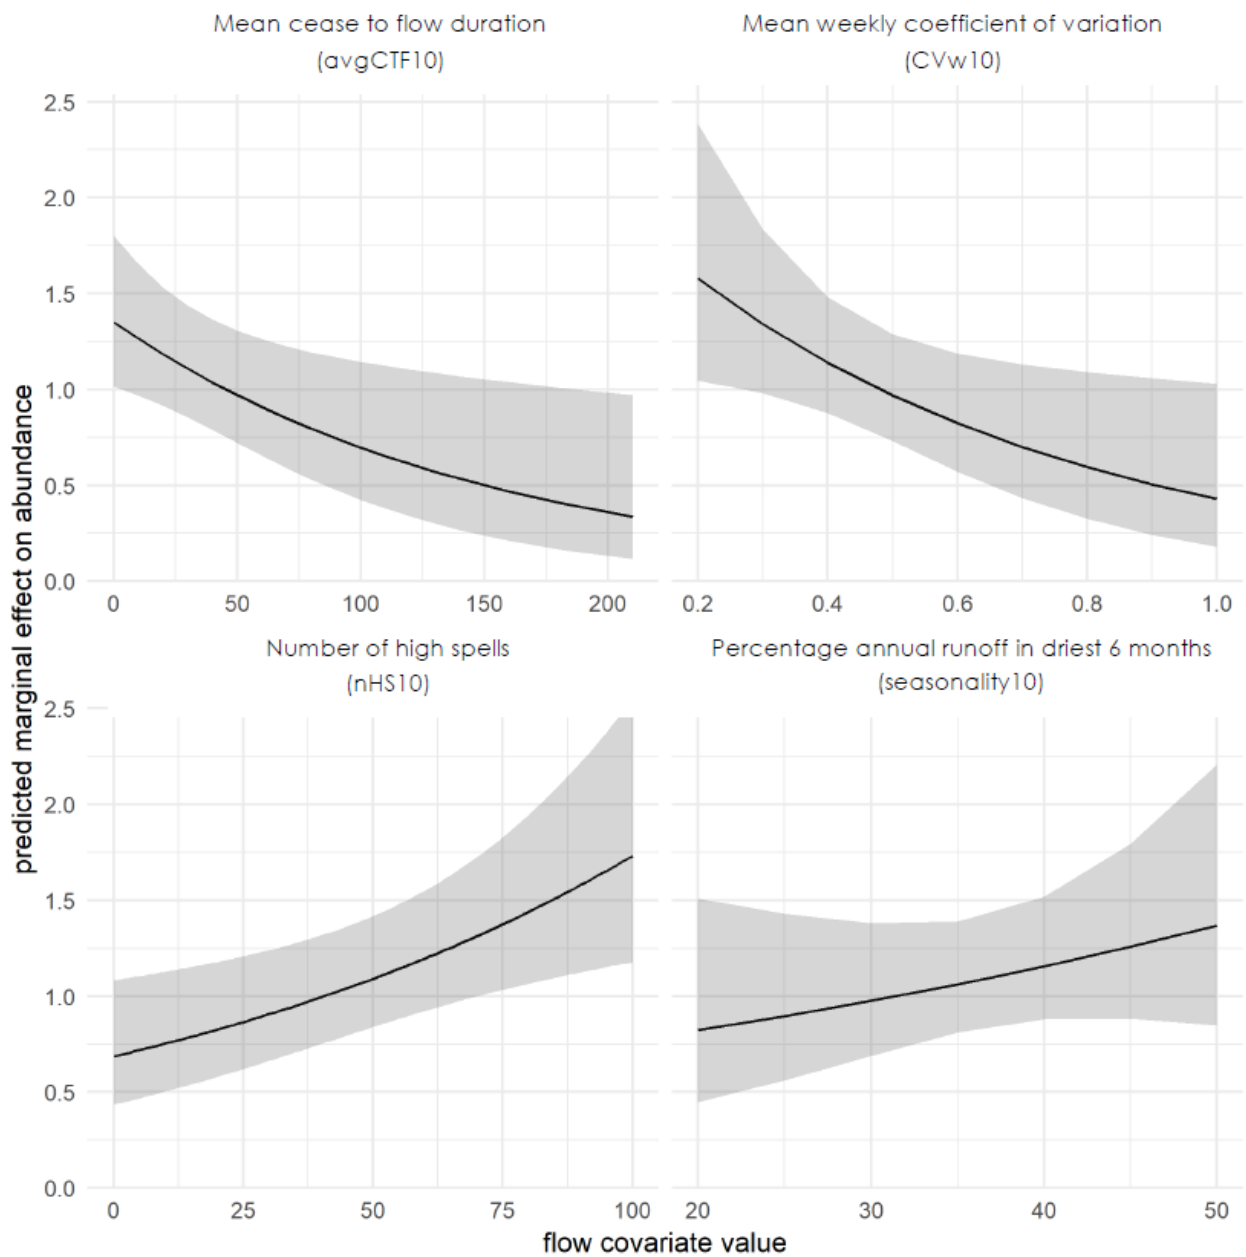 Mean cease to flow duration
(avgCTF10)
Mean weekly coefficient of variation
(CVw10)
2.5
2.0
1.5
1.0
0.5
0.0
0 50 100 150 200
0.2 0.4 0.6 0.8 1.0
predicted marginal effect on abundance
Number of high spells
(nHS10)
Percentage annual runoff in driest 6 months
(seasonality10)
2.5
2.0
1.5
1.0
0.5
0.0
0 25 50 75 100
20 30 40 50
flow covariate value